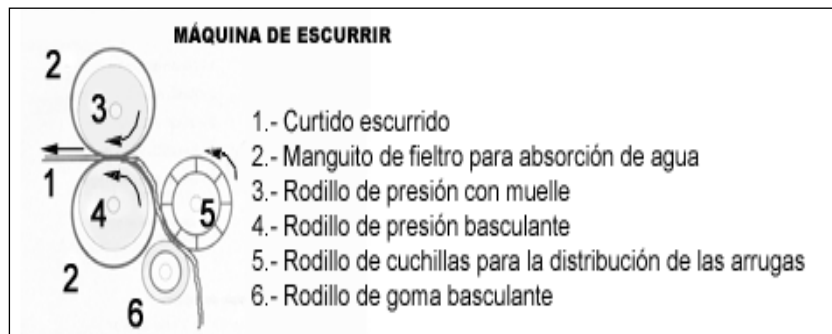 MÁQUINA DE ESCURRIR
2
3
1
4
5
2
6
1.- Curtido escurrido
2.- Manguito de fieltro para absorción de agua
3.- Rodillo de presión con muelle
4.- Rodillo de presión basculante
5.- Rodillo de cuchillas para la distribución de las arrugas
6.- Rodillo de goma basculante